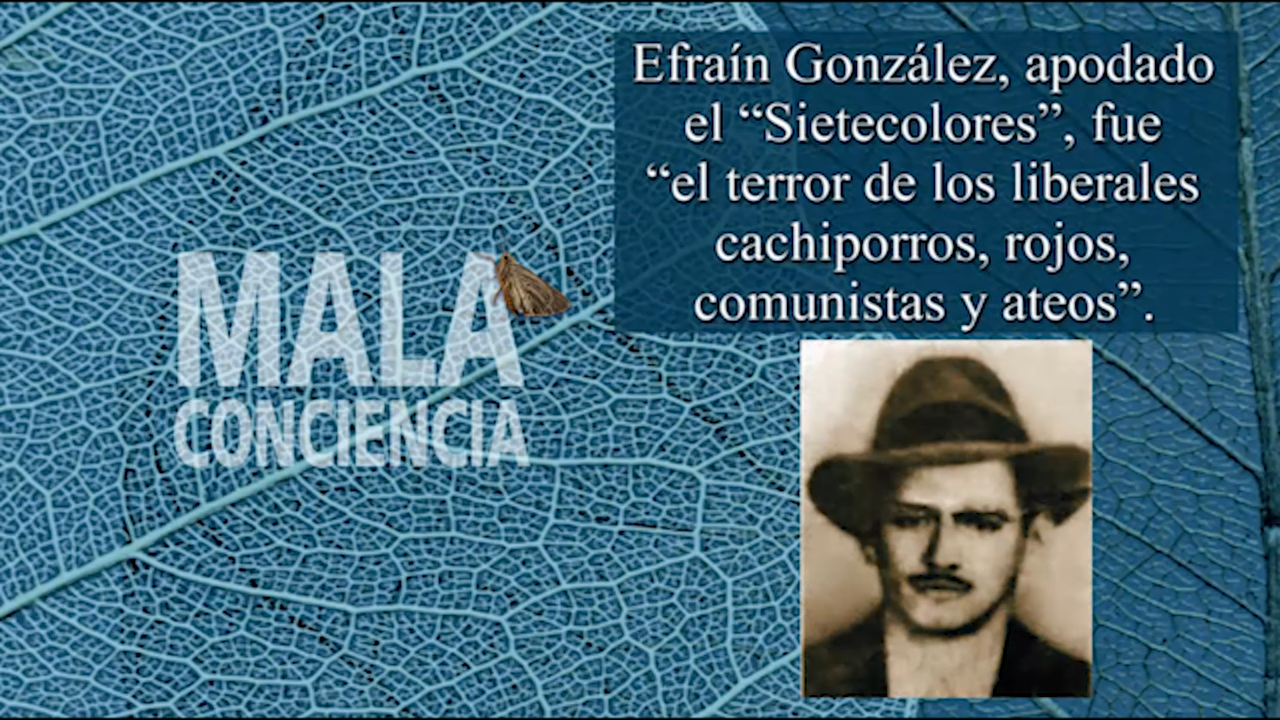 MALA
CONCIENCIA
Efraín González, apodado
el “Sietecolores”, fue
“el terror de los liberales
cachiporros, rojos,
comunistas y ateos”.